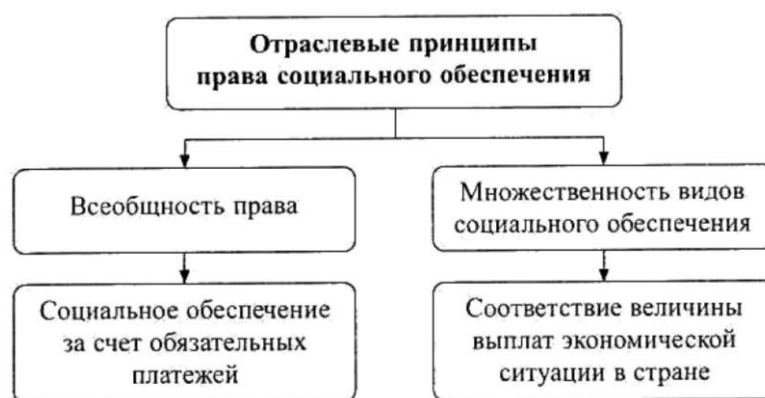 Отраслевые принципы
права социального обеспечения
Всеобщность права
Множественность видов
социального обеспечения
Социальное обеспечение
за счет обязательных
платежей
Соответствие величины
выплат экономической
ситуации в стране